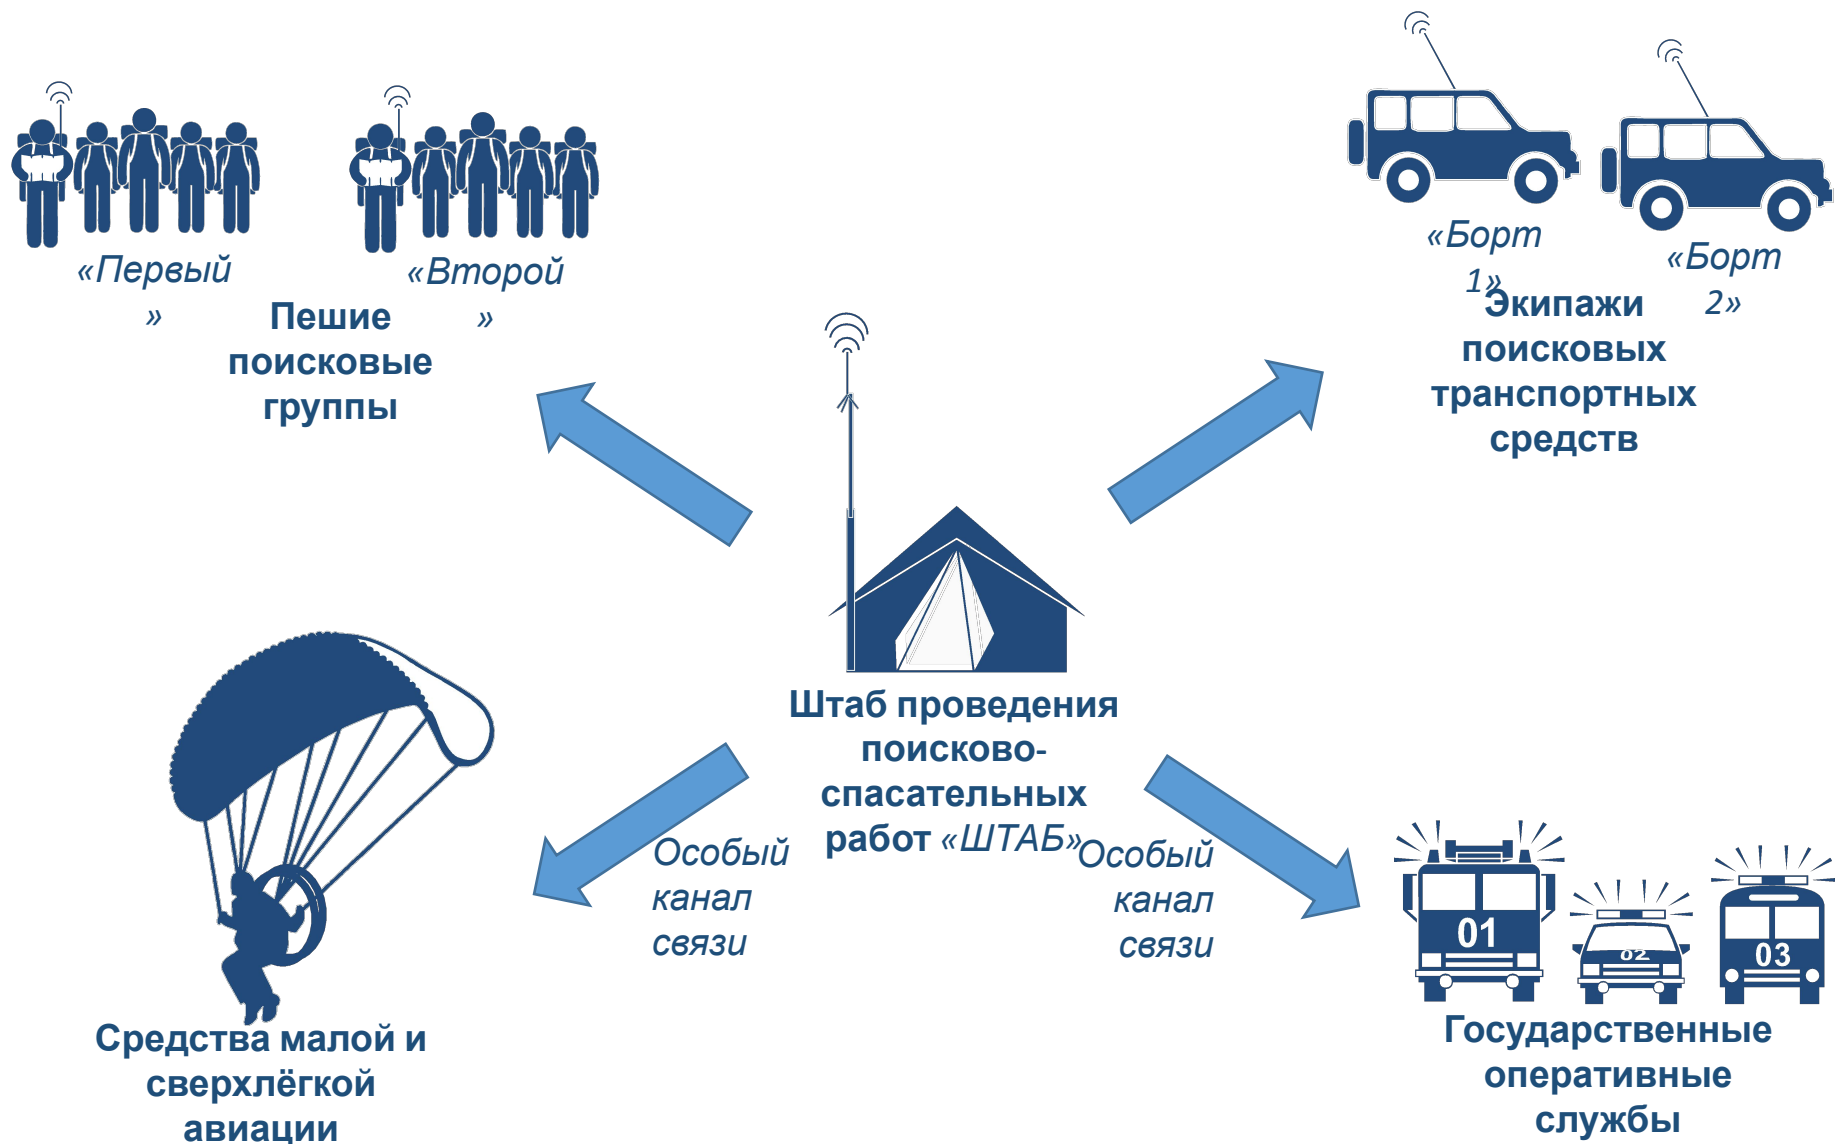 «Первый
»
«Второй
»
Пешие
поисковые
группы
«Борт
1»
«Борт
2»
Экипажи
поисковых
транспортных
средств
Штаб проведения
поисково-
спасательных
работ «ШТАБ»
Особый
канал
связи
Особый
канал
связи
01
02
03
Средства малой и
сверхлёгкой
авиации
Государственные
оперативные
службы